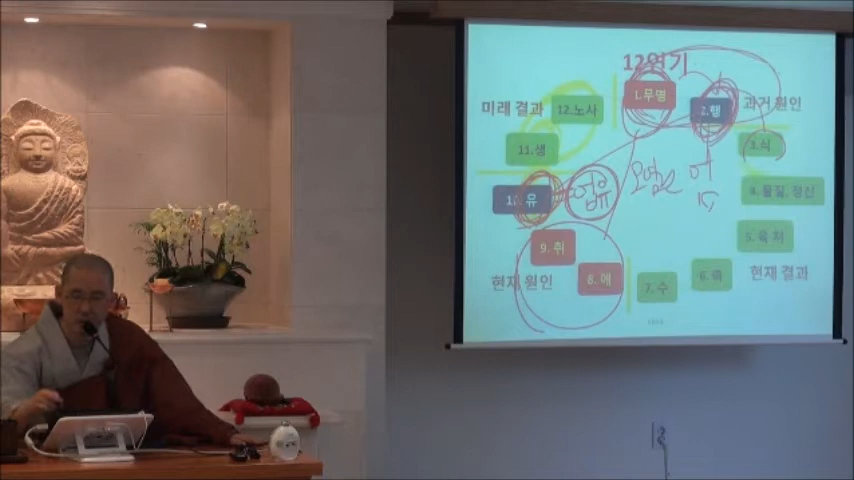 12연기
미래 결과
12.노사
1.무명
2.행
과거 원인
11.생
3.식
10. 유
업유
4. 물질, 정신
9. 취
5. 육 처
현재 원인
8. 애
7. 수
6. 촉
현재 결과